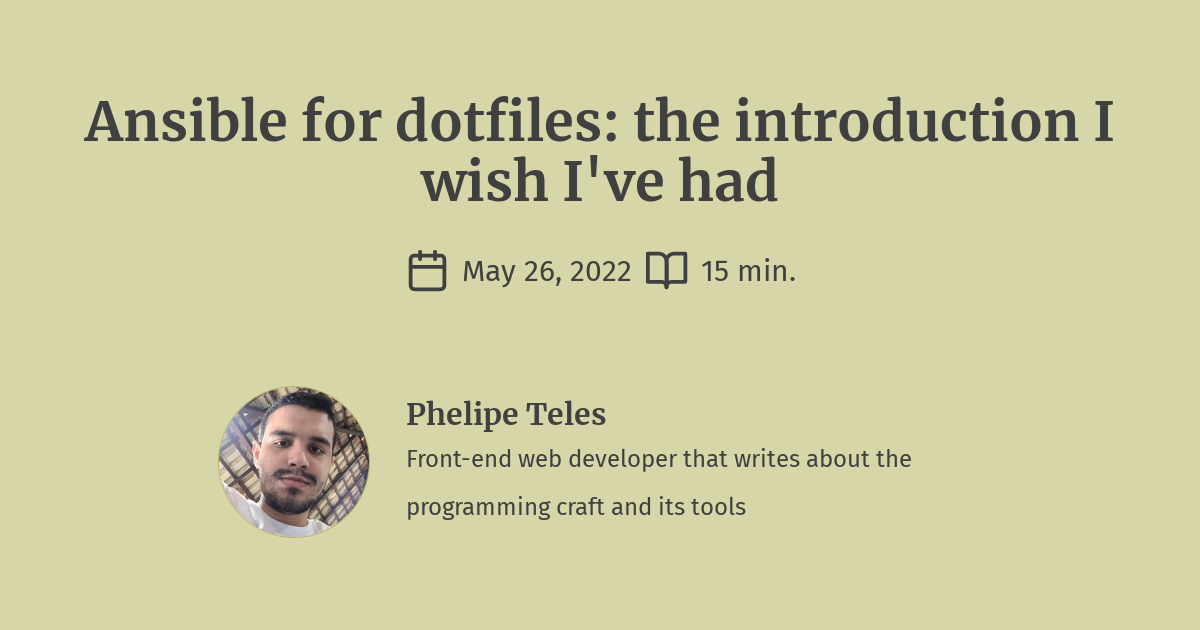 Ansible for dotfiles: the introduction I
wish I've had
May 26, 2022 15 min.
Phelipe Teles
Front-end web developer that writes about the
programming craft and its tools